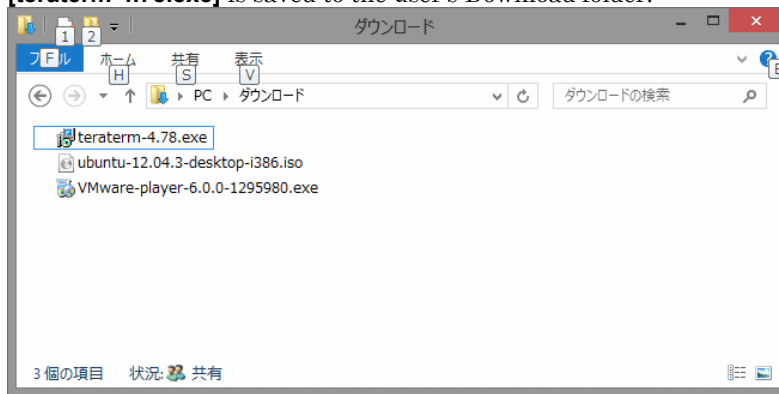 [teraterm-4.78.exe] is saved to the user's Download folder.
ダウンロード
1 2
ファイル ホーム 共有 表示
F H S V E
PC ダウンロード ダウンロードの検索
teraterm-4.78.exe
ubuntu-12.04.3-desktop-i386.iso
VMware-player-6.0.0-1295980.exe
3 個の項目 状況: 共有